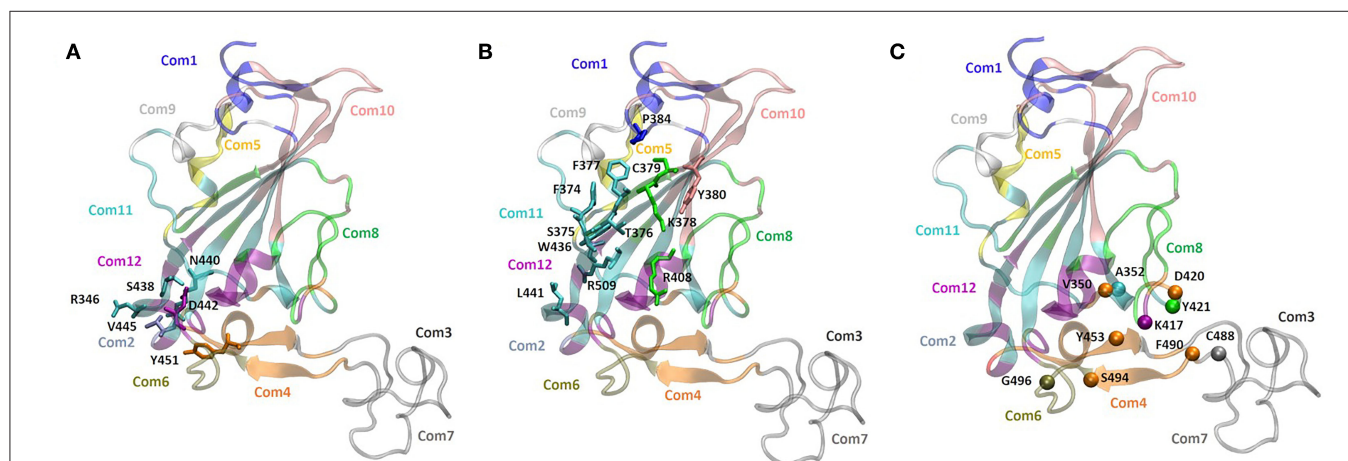 A
Com1
Com9
Com10
Com5
Com11
Com8
Com12
N440
S438
R346
D442
V445
Com2
Y451
Com3
Com6
Com4
Com7
B
Com1
P384
Com9
Com10
Com5
F377
C379
F374
Y380
Com11
K378
S375
T376
W436
Com8
Com12
R408
R509
L441
Com2
Com3
Com6
Com4
Com7
C
Com1
Com10
Com9
Com5
Com11
Com8
A352
D420
V350
Com12
Y421
K417
Com3
Com2
Y453
F490
C488
G496
S494
Com4
Com6
Com7